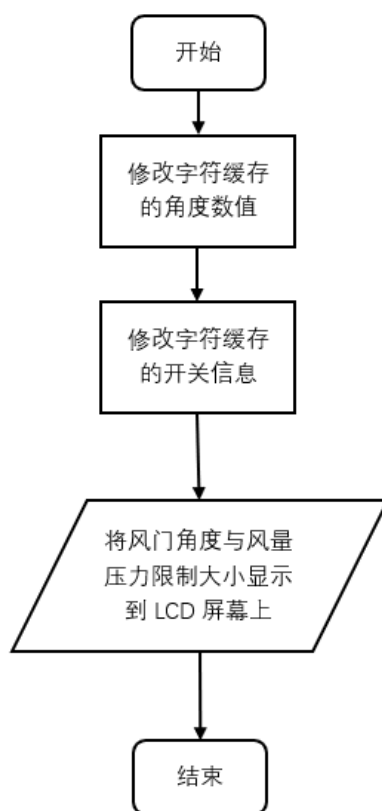 开始
修改字符缓存
的角度数值
修改字符缓存
的开关信息
将风门角度与风量
压力限制大小显示
到 LCD 屏幕上
结束